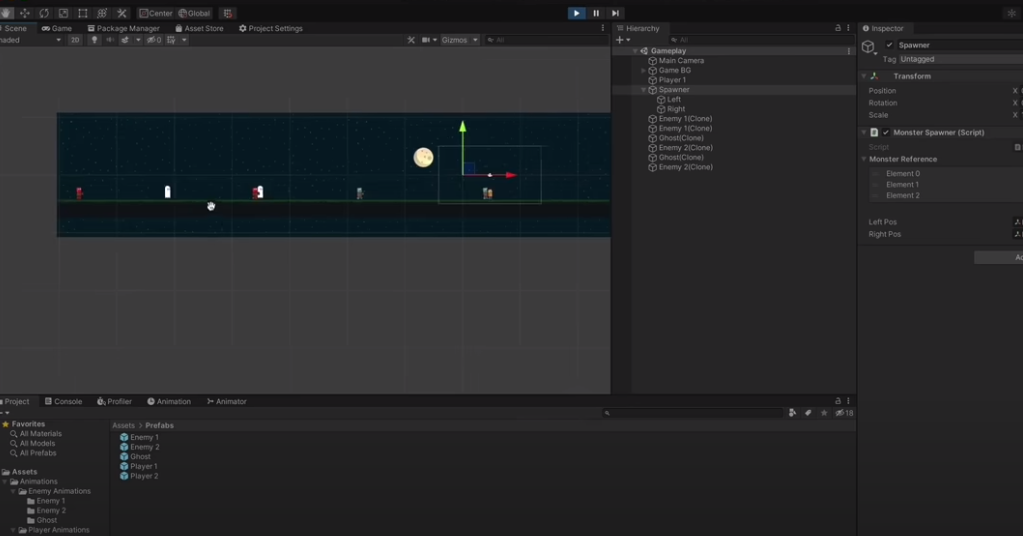 Center Global
Scene Game Package Manager Asset Store Project Settings
haded 2D 0 Gizmos All
Hierarchy
All
Gameplay
Main Camera
Game BG
Player 1
Spawner
Left
Right
Enemy 1(Clone)
Enemy 1(Clone)
Ghost(Clone)
Enemy 2(Clone)
Ghost(Clone)
Enemy 2(Clone)
Inspector
Spawner
Tag Untagged
Transform
Position X
Rotation X
Scale X
Monster Spawner (Script)
Script
Monster Reference
Element 0
Element 1
Element 2
Left Pos
Right Pos
Ad
Project Console Profiler Animation Animator
18
Favorites
All Materials
All Models
All Prefabs
Assets
Animations
Enemy Animations
Enemy 1
Enemy 2
Ghost
Player Animations
Assets > Prefabs
Enemy 1
Enemy 2
Ghost
Player 1
Player 2